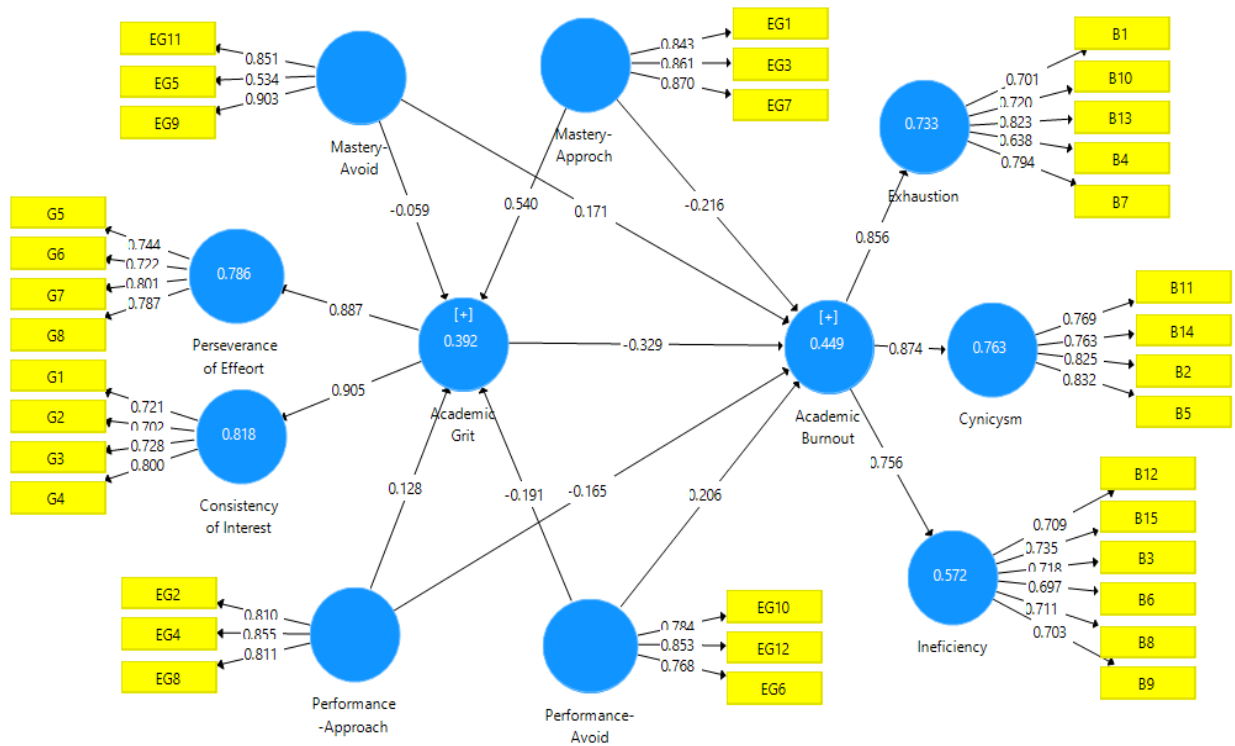 EG11
EG5
EG9
0.851
0.534
0.903
Mastery-
Avoid
EG1
EG3
EG7
0.843
0.861
0.870
Mastery-
Approch
B1
B10
B13
B4
B7
0.701
0.720
0.823
0.638
0.794
0.733
Exhaustion
-0.059
0.540
0.171
-0.216
0.856
G5
G6
G7
G8
0.744
0.722
0.801
0.787
0.786
Perseverance
of Effeort
0.887
[+]
0.392
Academic
Grit
-0.329
[+]
0.449
Academic
Burnout
0.874
0.763
Cynicysm
B11
B14
B2
B5
0.769
0.763
0.825
0.832
G1
G2
G3
G4
0.721
0.702
0.728
0.800
0.818
Consistency
of Interest
0.905
0.128
-0.191
-0.165
0.206
0.756
B12
B15
B3
B6
B8
B9
0.709
0.735
0.718
0.697
0.711
0.703
0.572
Ineficiency
EG2
EG4
EG8
0.810
0.855
0.811
Performance
-Approach
EG10
EG12
EG6
0.784
0.853
0.768
Performance-
Avoid